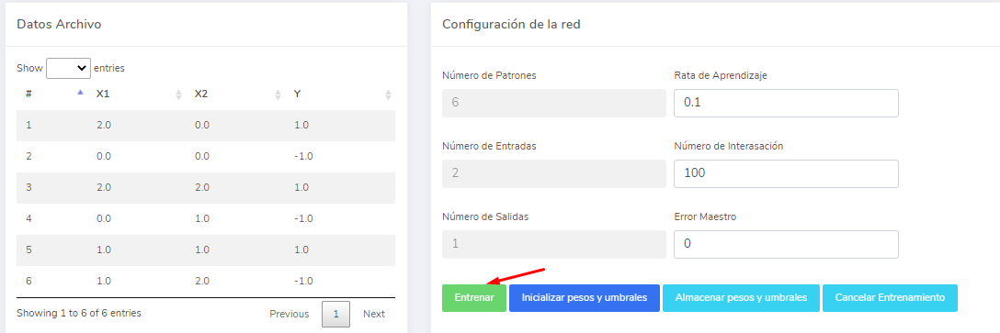 Datos Archivo
Show entries
# X1 X2 Y
1 2.0 0.0 1.0
2 0.0 0.0 -1.0
3 2.0 2.0 1.0
4 0.0 1.0 -1.0
5 1.0 1.0 1.0
6 1.0 2.0 -1.0
Showing 1 to 6 of 6 entries
Previous 1 Next
Configuración de la red
Número de Patrones Rata de Aprendizaje
6 0.1
Número de Entradas Número de Interasación
2 100
Número de Salidas Error Maestro
1 0
Entrenar Inicializar pesos y umbrales Almacenar pesos y umbrales Cancelar Entrenamiento